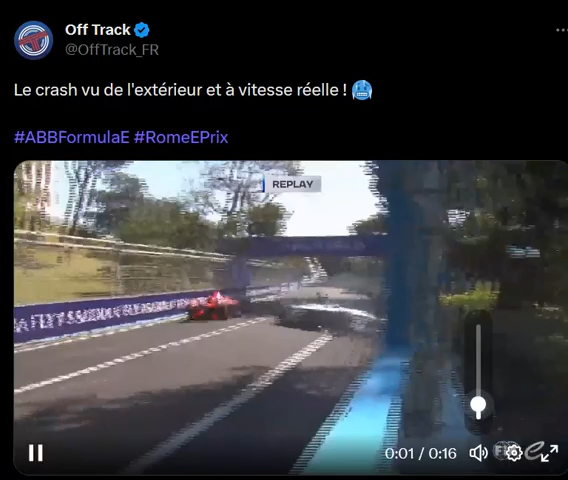 Off Track
@OffTrack_FR
Le crash vu de l'extérieur et à vitesse réelle ! 🥶
#ABBFormulaE #RomeEPrix
REPLAY
0:01 / 0:16